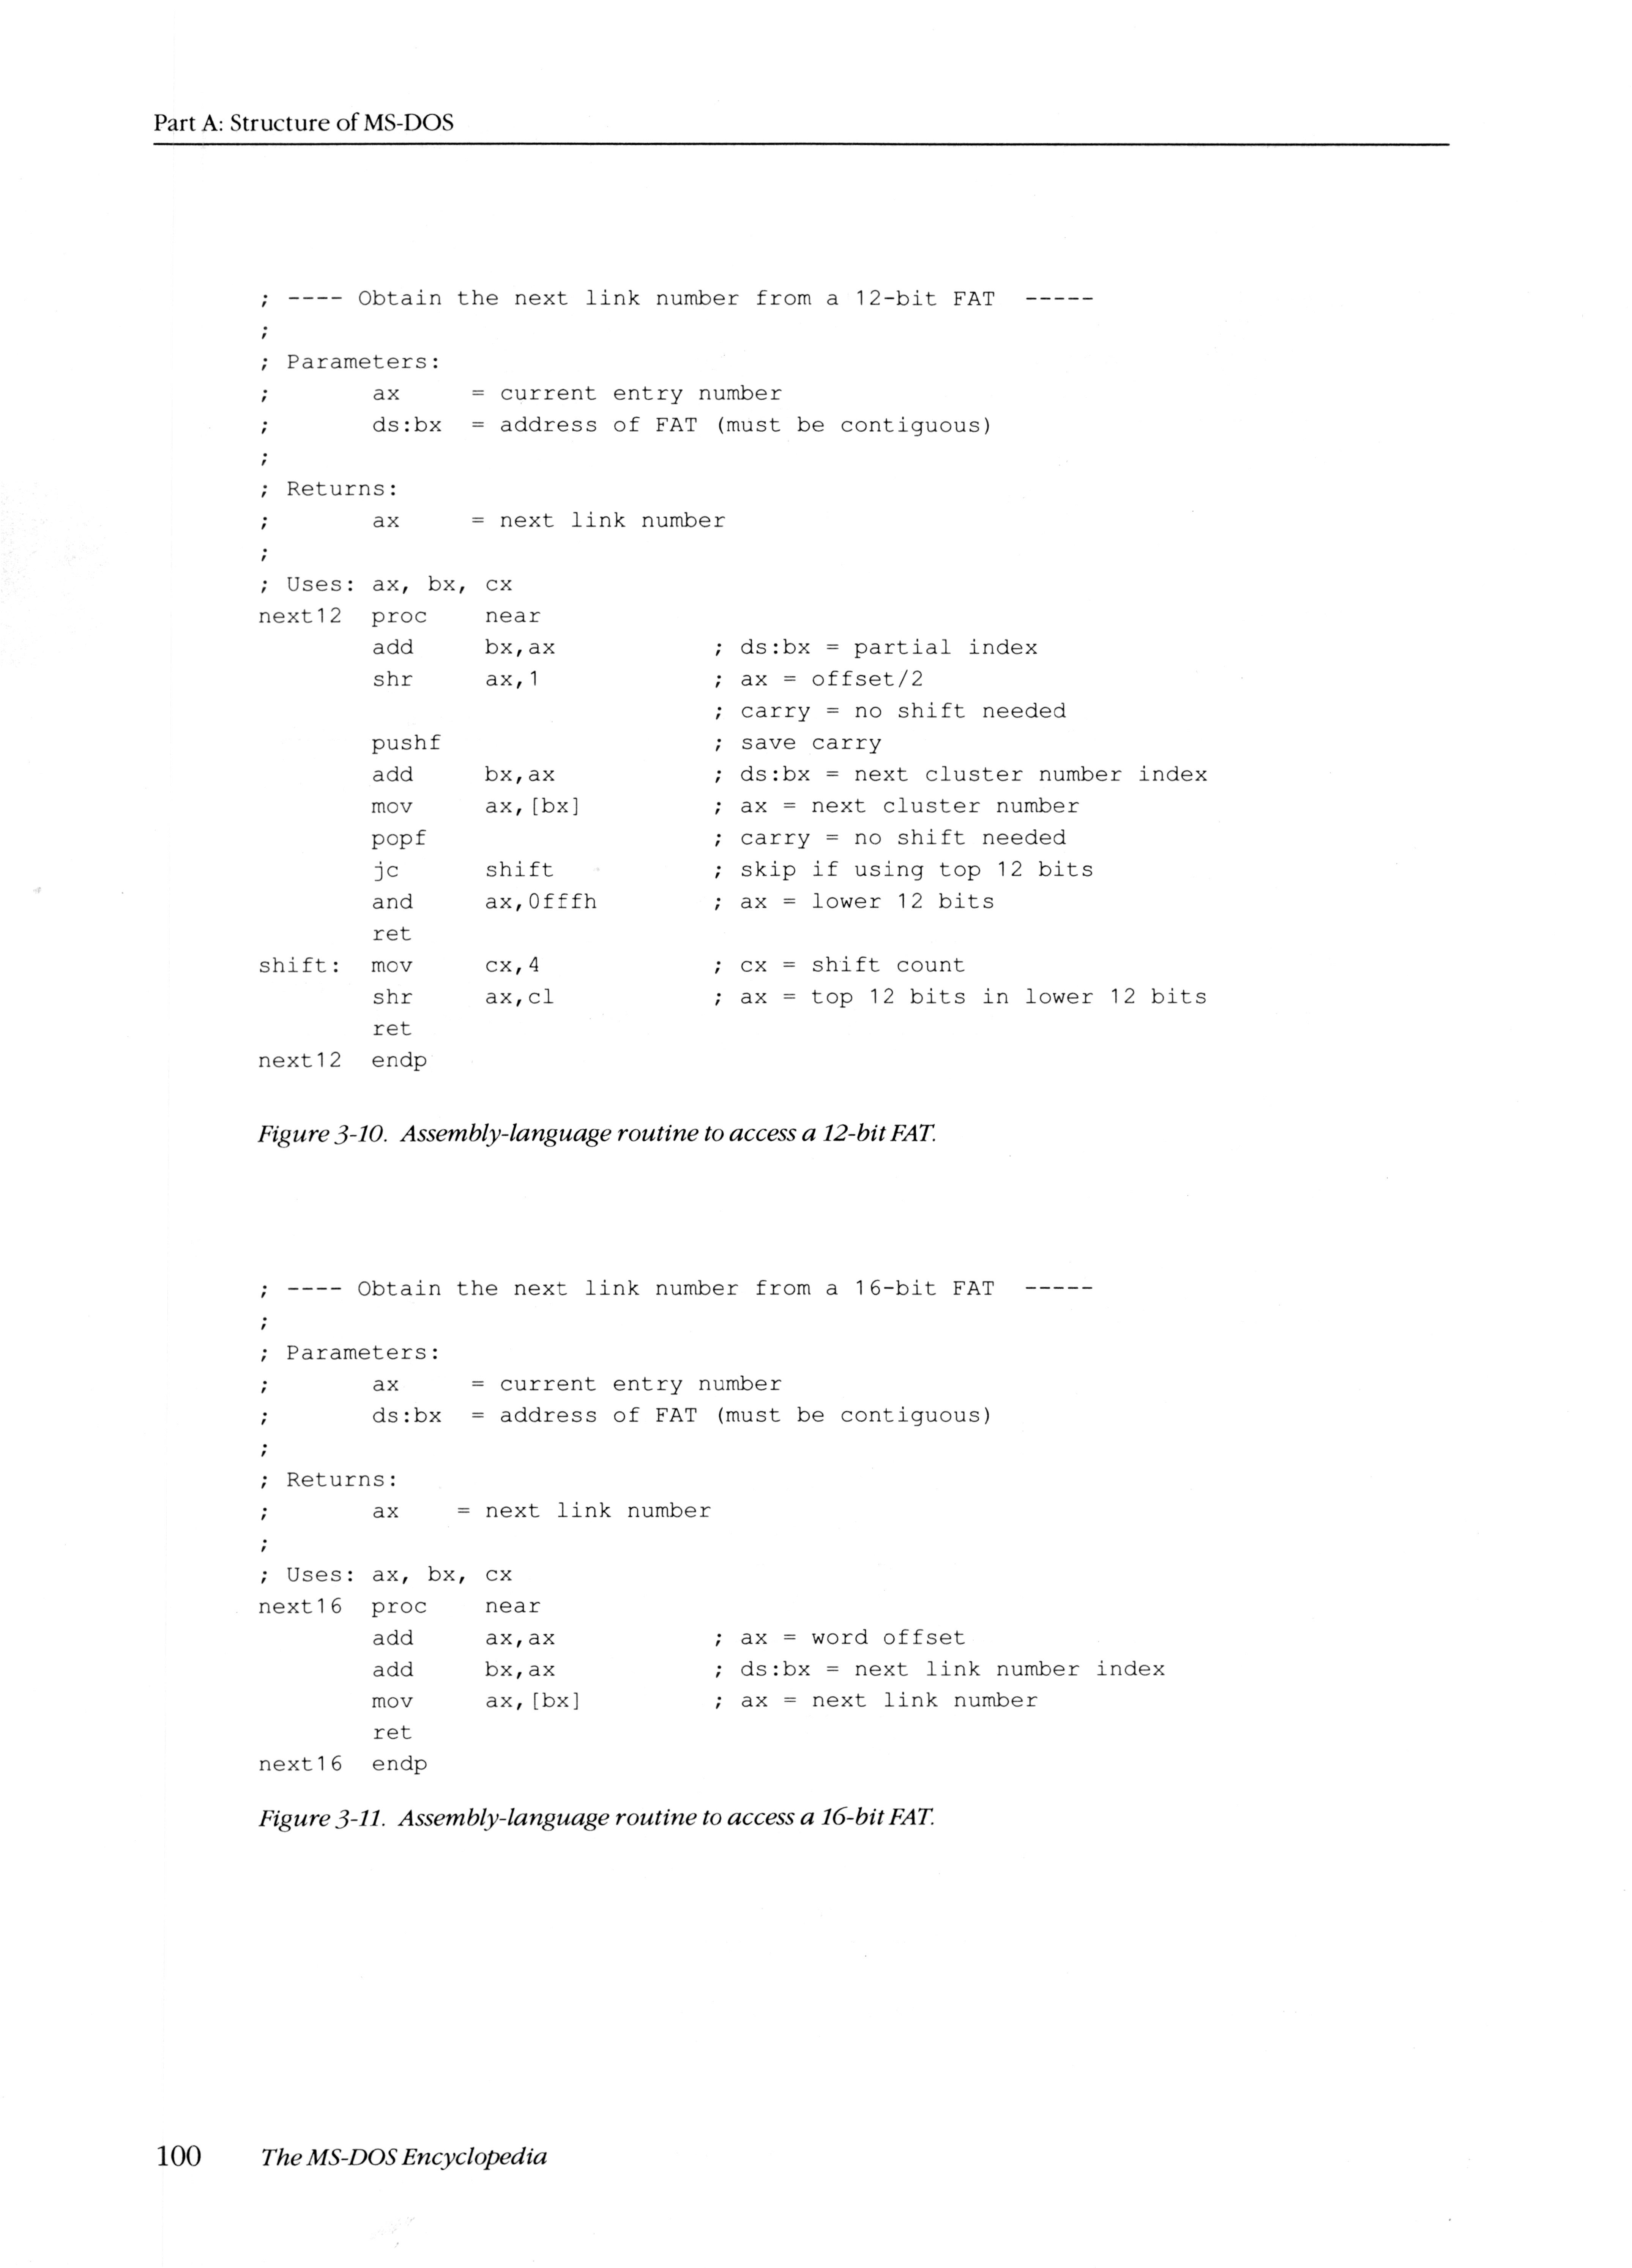 Part A: Structure of MS-DOS
; ---- Obtain the next link number from a 12-bit FAT  -----
;
; Parameters:
;       ax     = current entry number
;       ds:bx  = address of FAT (must be contiguous)
;
; Returns:
;       ax     = next link number
;
; Uses: ax, bx, cx
next12  proc    near
        add     bx,ax           ; ds:bx = partial index
        shr     ax,1            ; ax = offset/2
                                ; carry = no shift needed
        pushf                   ; save carry
        add     bx,ax           ; ds:bx = next cluster number index
        mov     ax,[bx]         ; ax = next cluster number
        popf                    ; carry = no shift needed
        jc      shift           ; skip if using top 12 bits
        and     ax,0fffh        ; ax = lower 12 bits
        ret
shift:  mov     cx,4            ; cx = shift count
        shr     ax,cl           ; ax = top 12 bits in lower 12 bits
        ret
next12  endp
Figure 3-10. Assembly-language routine to access a 12-bit FAT.
; ---- Obtain the next link number from a 16-bit FAT  -----
;
; Parameters:
;       ax     = current entry number
;       ds:bx  = address of FAT (must be contiguous)
;
; Returns:
;       ax    = next link number
;
; Uses: ax, bx, cx
next16  proc    near
        add     ax,ax           ; ax = word offset
        add     bx,ax           ; ds:bx = next link number index
        mov     ax,[bx]         ; ax = next link number
        ret
next16  endp
Figure 3-11. Assembly-language routine to access a 16-bit FAT.
100 The MS-DOS Encyclopedia